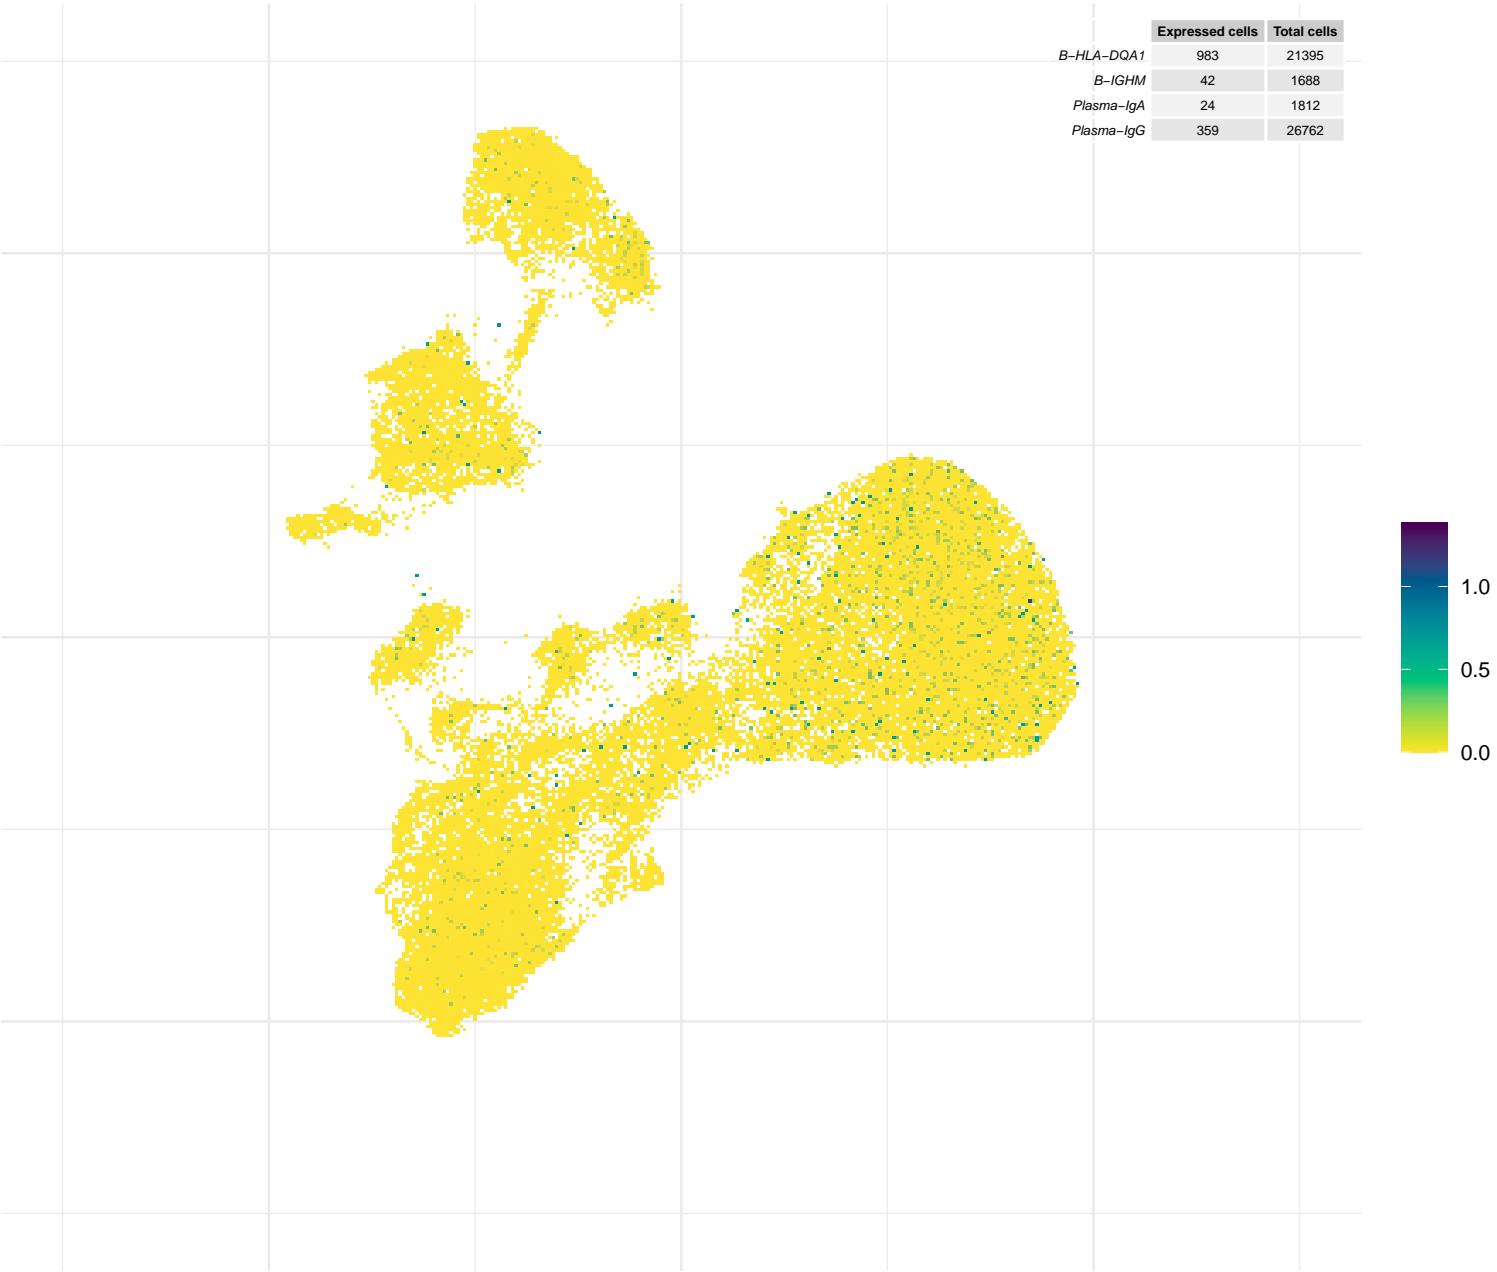 Expressed cells Total cells
B–HLA–DQA1 983 21395
B–IGHM 42 1688
Plasma–IgA 24 1812
Plasma–IgG 359 26762
1.0
0.5
0.0